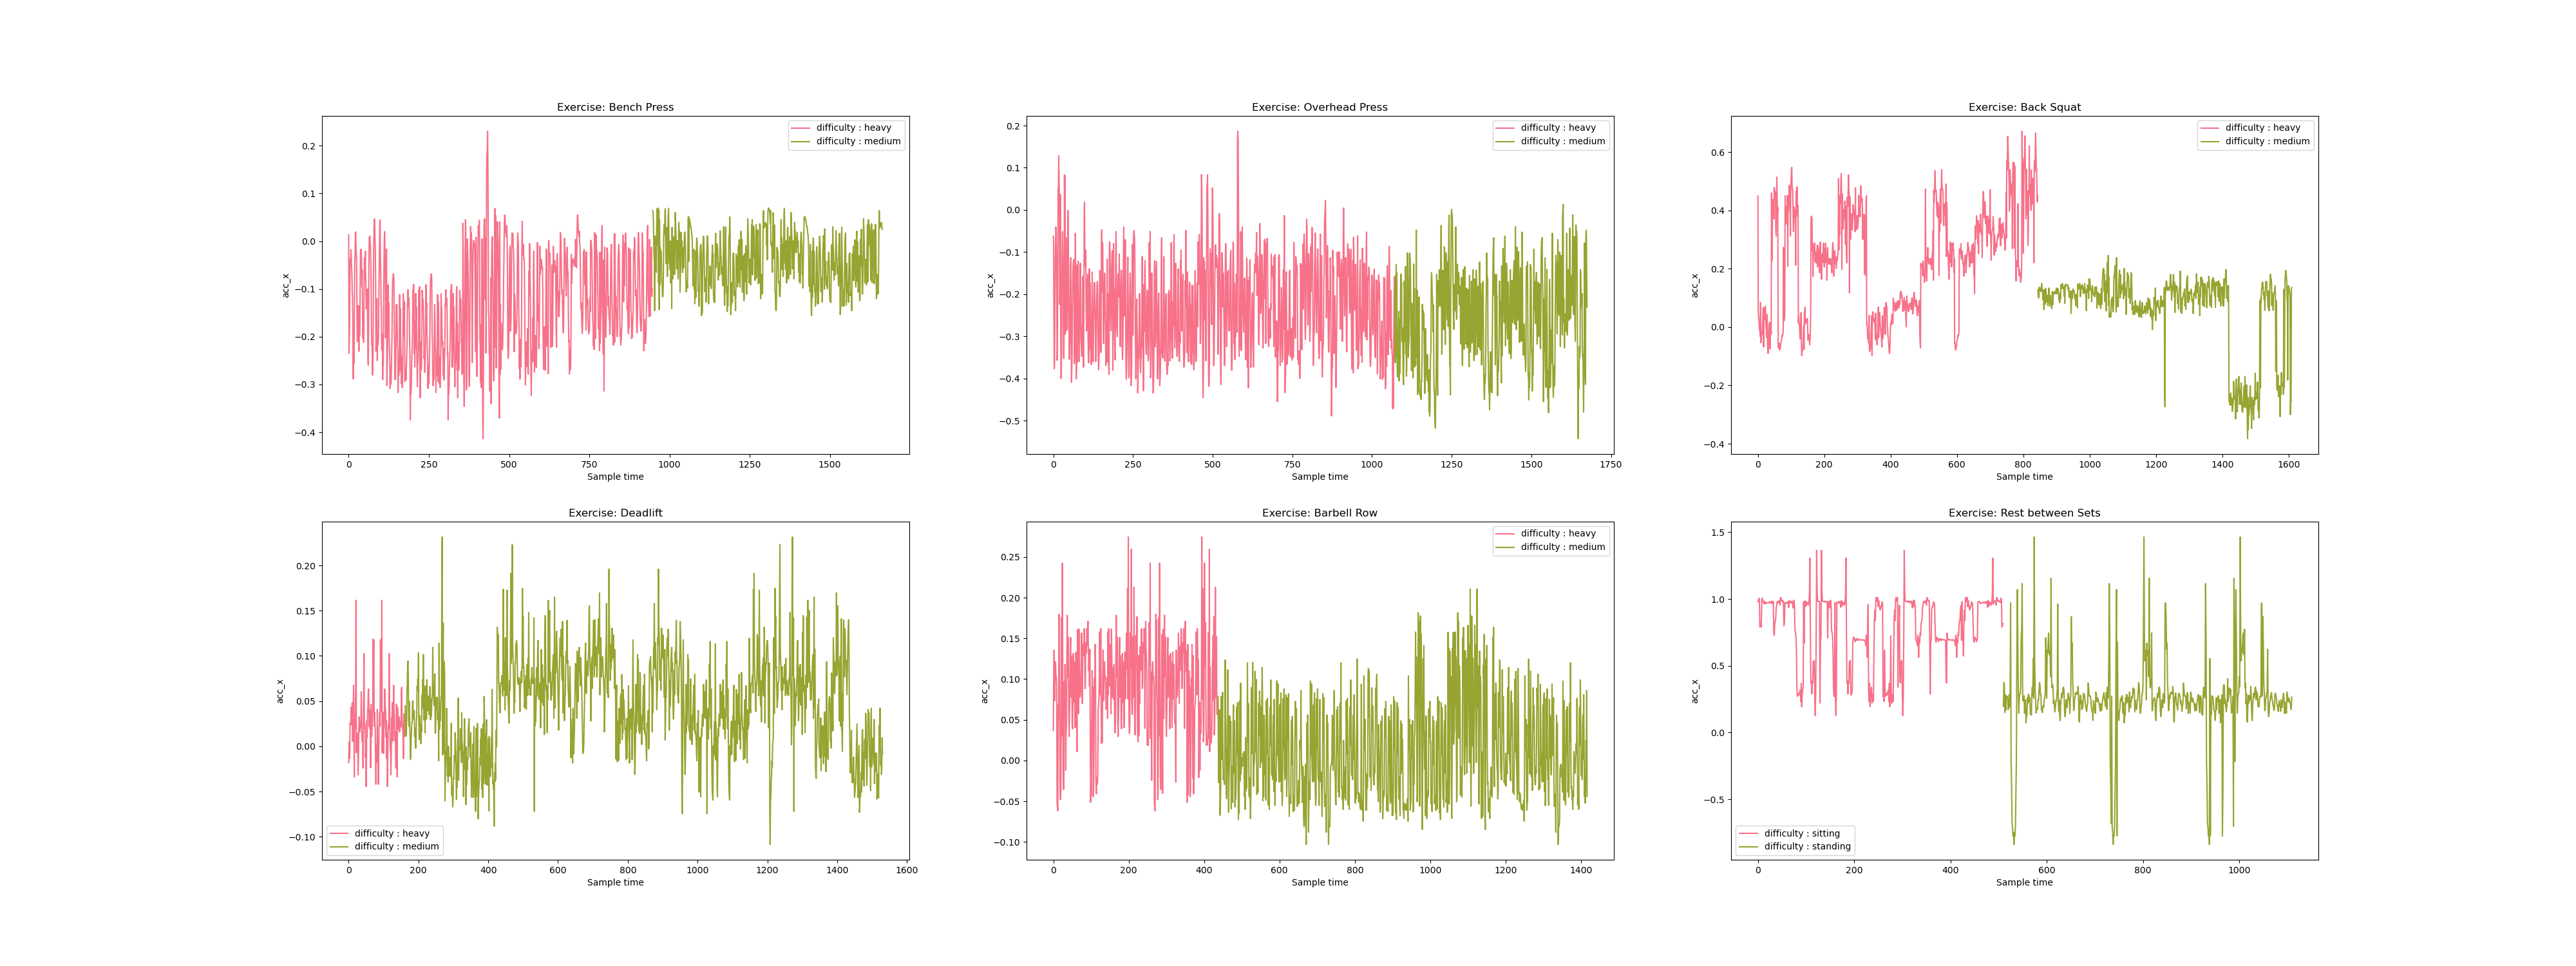 Exercise: Bench Press
difficulty : heavy
difficulty : medium
0.2
0.1
0.0
−0.1
−0.2
−0.3
−0.4
acc_x
0 250 500 750 1000 1250 1500
Sample time
Exercise: Overhead Press
difficulty : heavy
difficulty : medium
0.2
0.1
0.0
−0.1
−0.2
−0.3
−0.4
−0.5
acc_x
0 250 500 750 1000 1250 1500 1750
Sample time
Exercise: Back Squat
difficulty : heavy
difficulty : medium
0.6
0.4
0.2
0.0
−0.2
−0.4
acc_x
0 200 400 600 800 1000 1200 1400 1600
Sample time
Exercise: Deadlift
0.20
0.15
0.10
0.05
0.00
−0.05
−0.10
acc_x
difficulty : heavy
difficulty : medium
0 200 400 600 800 1000 1200 1400 1600
Sample time
Exercise: Barbell Row
difficulty : heavy
difficulty : medium
0.25
0.20
0.15
0.10
0.05
0.00
−0.05
−0.10
acc_x
0 200 400 600 800 1000 1200 1400
Sample time
Exercise: Rest between Sets
1.5
1.0
0.5
0.0
−0.5
acc_x
difficulty : sitting
difficulty : standing
0 200 400 600 800 1000
Sample time